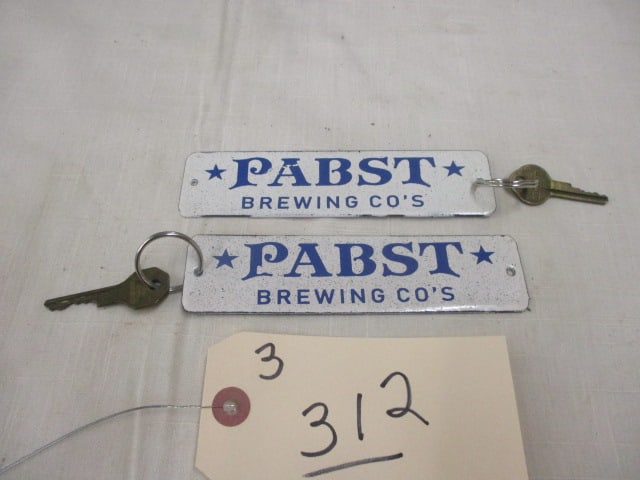 ★ PABST ★
BREWING CO'S
★ PABST ★
BREWING CO'S
3
312